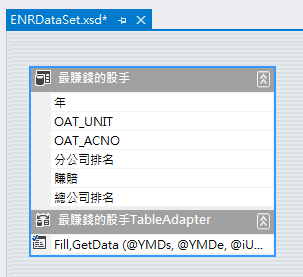 ENRDataSet.xsd*
最賺錢的股手
年
OAT_UNIT
OAT_ACNO
分公司排名
賺賠
總公司排名
最賺錢的股手TableAdapter
Fill,GetData (@YMDs, @YMDe, @iU...